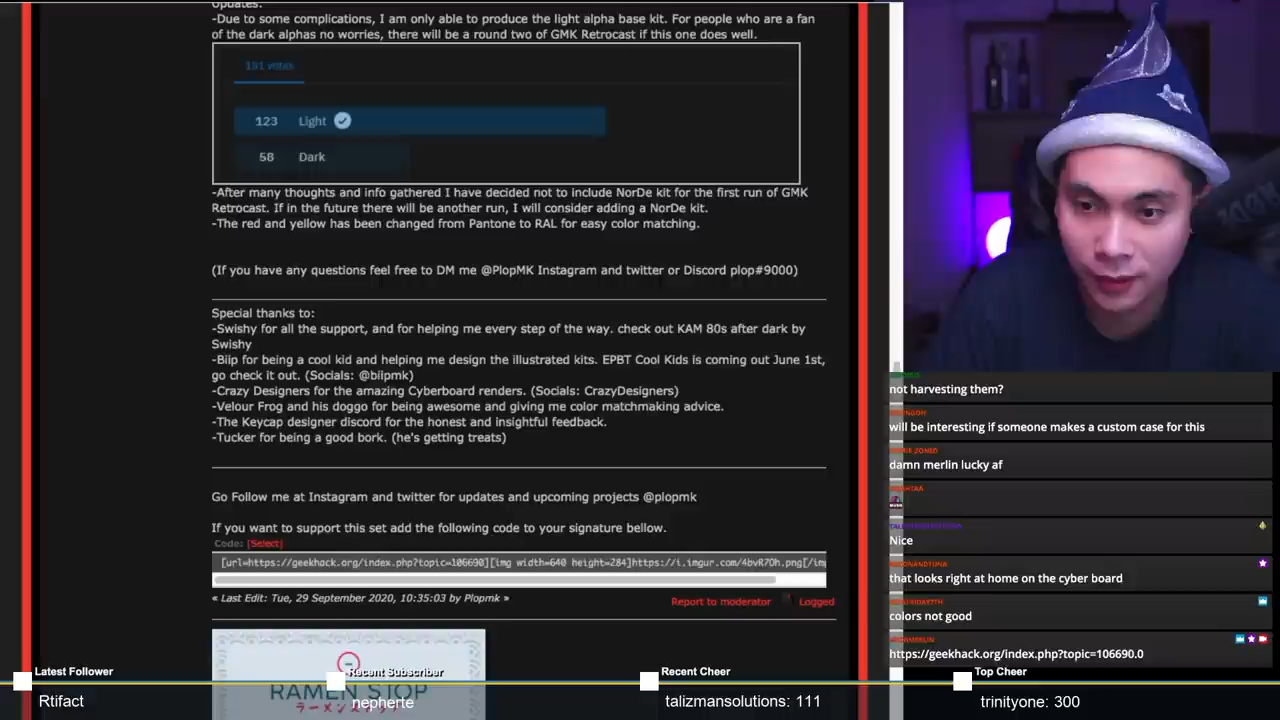 Updates:
-Due to some complications, I am only able to produce the light alpha base kit. For people who are a fan
of the dark alphas no worries, there will be a round two of GMK Retrocast if this one does well.
181 votes
123 Light
58 Dark
-After many thoughts and info gathered I have decided not to include NorDe kit for the first run of GMK
Retrocast. If in the future there will be another run, I will consider adding a NorDe kit.
-The red and yellow has been changed from Pantone to RAL for easy color matching.
(If you have any questions feel free to DM me @PlopMK Instagram and twitter or Discord plop#9000)
Special thanks to:
-Swishy for all the support, and for helping me every step of the way. check out KAM 80s after dark by
Swishy
-Biip for being a cool kid and helping me design the illustrated kits. EPBT Cool Kids is coming out June 1st,
go check it out. (Socials: @biipmk)
-Crazy Designers for the amazing Cyberboard renders. (Socials: CrazyDesigners)
-Velour Frog and his doggo for being awesome and giving me color matchmaking advice.
-The Keycap designer discord for the honest and insightful feedback.
-Tucker for being a good bork. (he's getting treats)
Go Follow me at Instagram and twitter for updates and upcoming projects @plopmk
If you want to support this set add the following code to your signature bellow.
Code: [Select]
[url=https://geekhack.org/index.php?topic=106690][img width=640 height=284]https://i.imgur.com/4bvR7Oh.png[/im
« Last Edit: Tue, 29 September 2020, 10:35:03 by Plopmk »
Report to moderator Logged
RAMEN STOP
not harvesting them?
will be interesting if someone makes a custom case for this
damn merlin lucky af
Nice
that looks right at home on the cyber board
colors not good
https://geekhack.org/index.php?topic=106690.0
Latest Follower
Rtifact
Recent Subscriber
nepherte
Recent Cheer
talizmansolutions: 111
Top Cheer
trinityone: 300